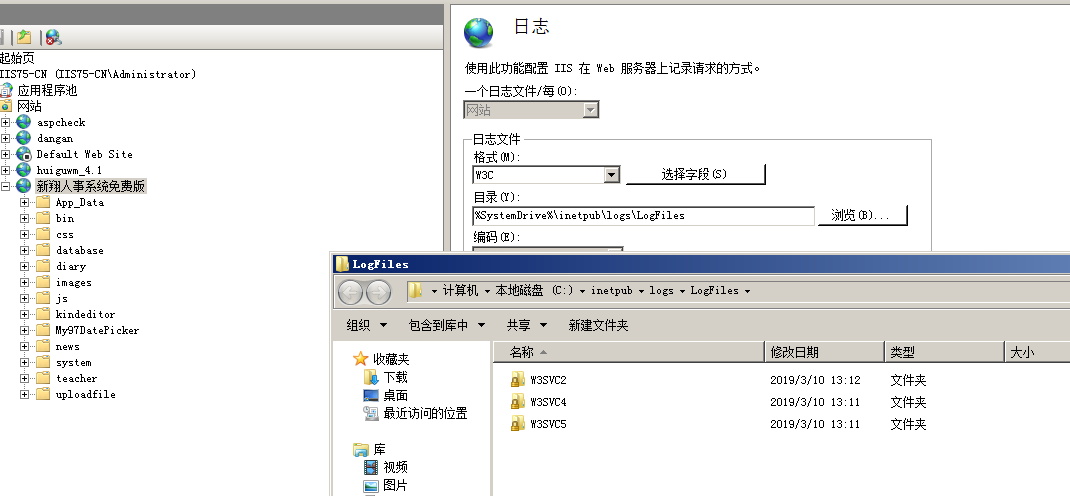 起始页
IIS75-CN (IIS75-CN\Administrator)
应用程序池
网站
aspcheck
dangan
Default Web Site
huiguwm_4.1
新翔人事系统免费版
App_Data
bin
css
database
diary
images
js
kindeditor
My97DatePicker
news
system
teacher
uploadfile
日志
使用此功能配置 IIS 在 Web 服务器上记录请求的方式。
一个日志文件/每(O):
网站
日志文件
格式(M):
W3C
选择字段(S)
目录(Y):
%SystemDrive%\inetpub\logs\LogFiles
浏览(B)...
编码(E):
LogFiles
计算机 本地磁盘 (C:) inetpub logs LogFiles
组织 包含到库中 共享 新建文件夹
收藏夹
下载
桌面
最近访问的位置
库
视频
图片
名称 修改日期 类型 大小
W3SVC2 2019/3/10 13:12 文件夹
W3SVC4 2019/3/10 13:11 文件夹
W3SVC5 2019/3/10 13:11 文件夹